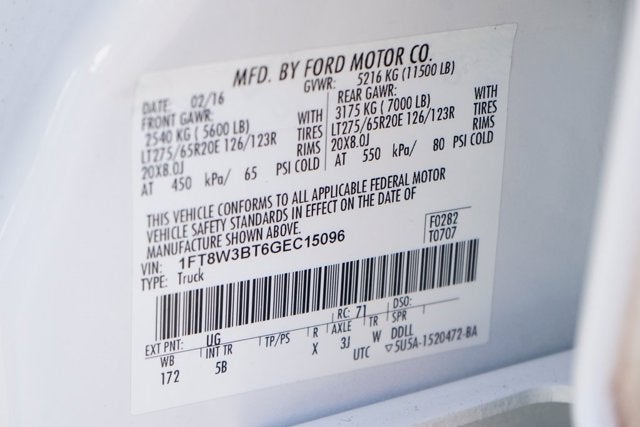 MFD. BY FORD MOTOR CO.
DATE: 02/16 GVWR: 5216 KG (11500 LB)
FRONT GAWR: REAR GAWR:
2540 KG ( 5600 LB) WITH 3175 KG ( 7000 LB) WITH
LT275/65R20E 126/123R TIRES LT275/65R20E 126/123R TIRES
20X8.0J RIMS 20X8.0J RIMS
AT 450 kPa/ 65 PSI COLD AT 550 kPa/ 80 PSI COLD
THIS VEHICLE CONFORMS TO ALL APPLICABLE FEDERAL MOTOR
VEHICLE SAFETY STANDARDS IN EFFECT ON THE DATE OF
MANUFACTURE SHOWN ABOVE.
VIN: 1FT8W3BT6GEC15096 F0282
TYPE: Truck T0707
EXT PNT: UG RC: 71 DSO:
WB INT TR TP/PS R AXLE TR SPR
172 5B X 3J W DDLL
UTC ▽5U5A-1520472-BA